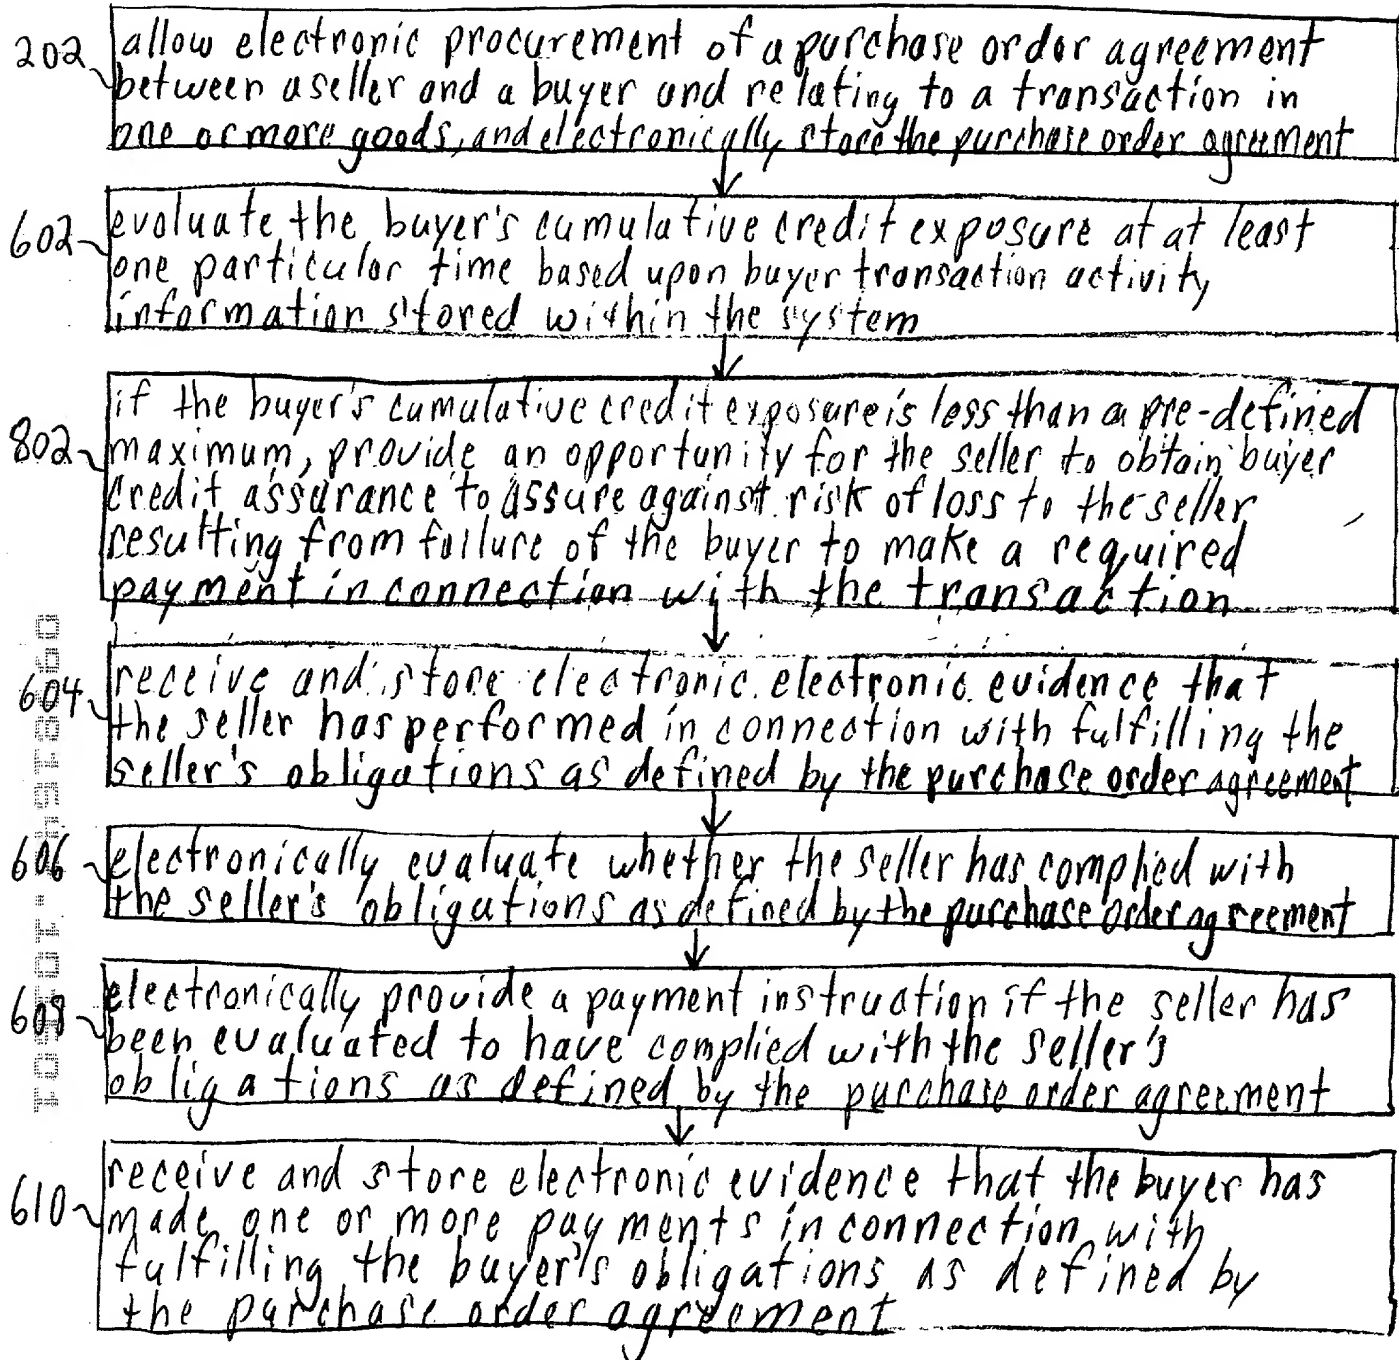 202 allow electronic procurement of a purchase order agreement
between a seller and a buyer and relating to a transaction in
one or more goods, and electronically store the purchase order agreement
602 evaluate the buyer's cumulative credit exposure at at least
one particular time based upon buyer transaction activity
information stored within the system
if the buyer's cumulative credit exposure is less than a pre-defined
802 maximum, provide an opportunity for the seller to obtain buyer
credit assurance to assure against risk of loss to the seller
resulting from failure of the buyer to make a required
payment in connection with the transaction
604 receive and store electronic electronic evidence that
the seller has performed in connection with fulfilling the
seller's obligations as defined by the purchase order agreement
606 electronically evaluate whether the seller has complied with
the seller's obligations as defined by the purchase order agreement
608 electronically provide a payment instruction if the seller has
been evaluated to have complied with the seller's
obligations as defined by the purchase order agreement
receive and store electronic evidence that the buyer has
610 made one or more payments in connection with
fulfilling the buyer's obligations as defined by
the purchase order agreement